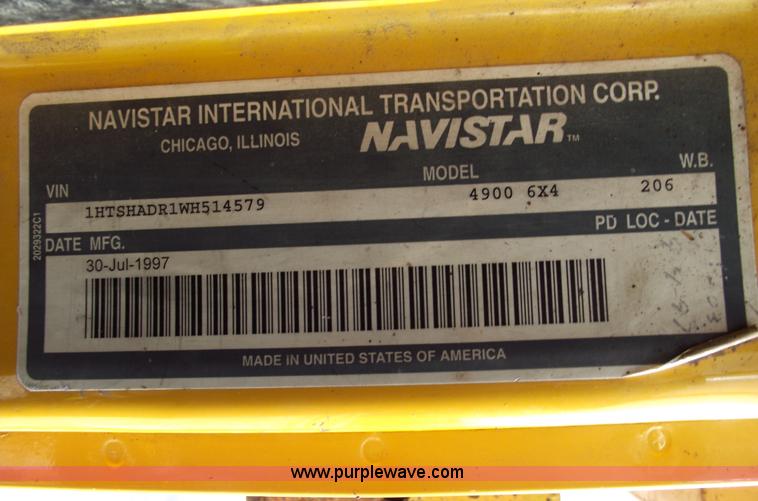 NAVISTAR INTERNATIONAL TRANSPORTATION CORP.
CHICAGO, ILLINOIS
NAVISTAR™
VIN
MODEL
W.B.
1HTSHADR1WH514579
4900 6X4
206
DATE MFG.
PD LOC - DATE
30-Jul-1997
2029322C1
MADE IN UNITED STATES OF AMERICA
www.purplewave.com